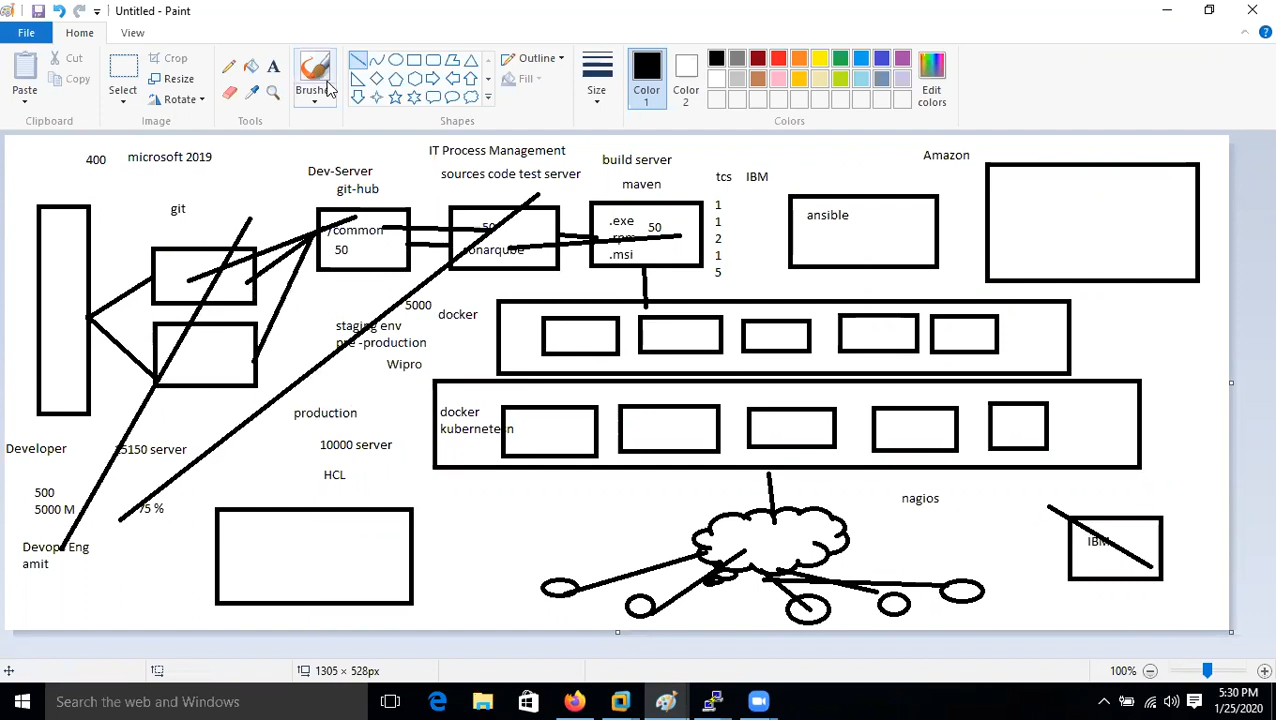 Untitled - Paint
File
Home
View
Paste
Cut
Copy
Clipboard
Select
Crop
Resize
Rotate
Image
Tools
Brushes
Shapes
Outline
Fill
Size
Color 1
Color 2
Colors
Edit colors
400
microsoft 2019
git
Dev-Server
git-hub
/common
50
IT Process Management
sources code test server
50
sonarqube
build server
maven
.exe
50
.rpm
.msi
tcs
IBM
1
1
2
1
5
ansible
Amazon
5000
docker
staging env
pre -production
Wipro
production
10000 server
HCL
docker
kubernetecn
Developer
15150 server
500
5000 M
75 %
Devops Eng
amit
nagios
IBM
1305 × 528px
100%
Search the web and Windows
5:30 PM
1/25/2020